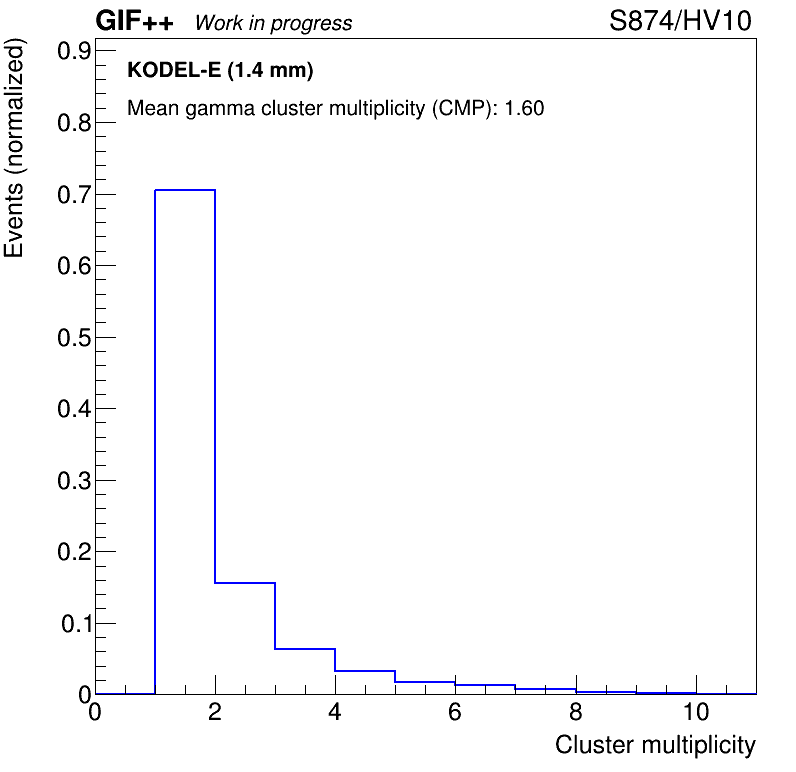 GIF++ Work in progress S874/HV10
Events (normalized)
KODEL-E (1.4 mm)
Mean gamma cluster multiplicity (CMP): 1.60
0.9
0.8
0.7
0.6
0.5
0.4
0.3
0.2
0.1
0
0 2 4 6 8 10
Cluster multiplicity